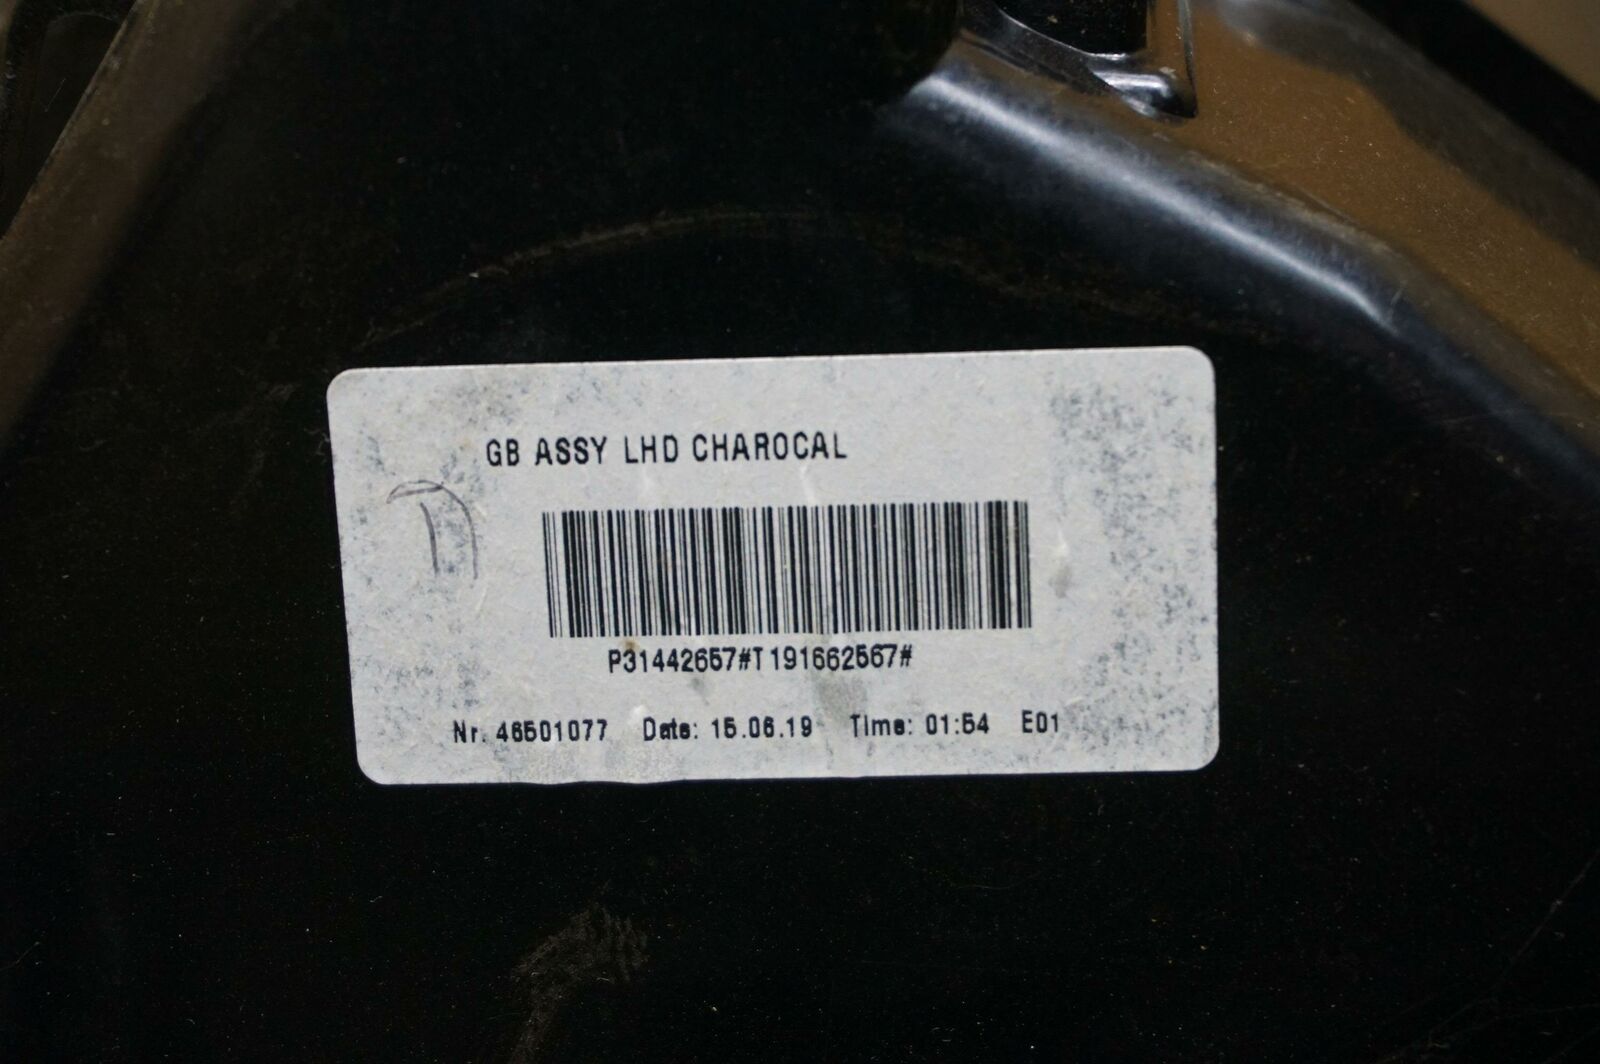 GB ASSY LHD CHAROCAL
P31442657#T191662567#
Nr. 46501077 Date: 15.06.19 Time: 01:54 E01